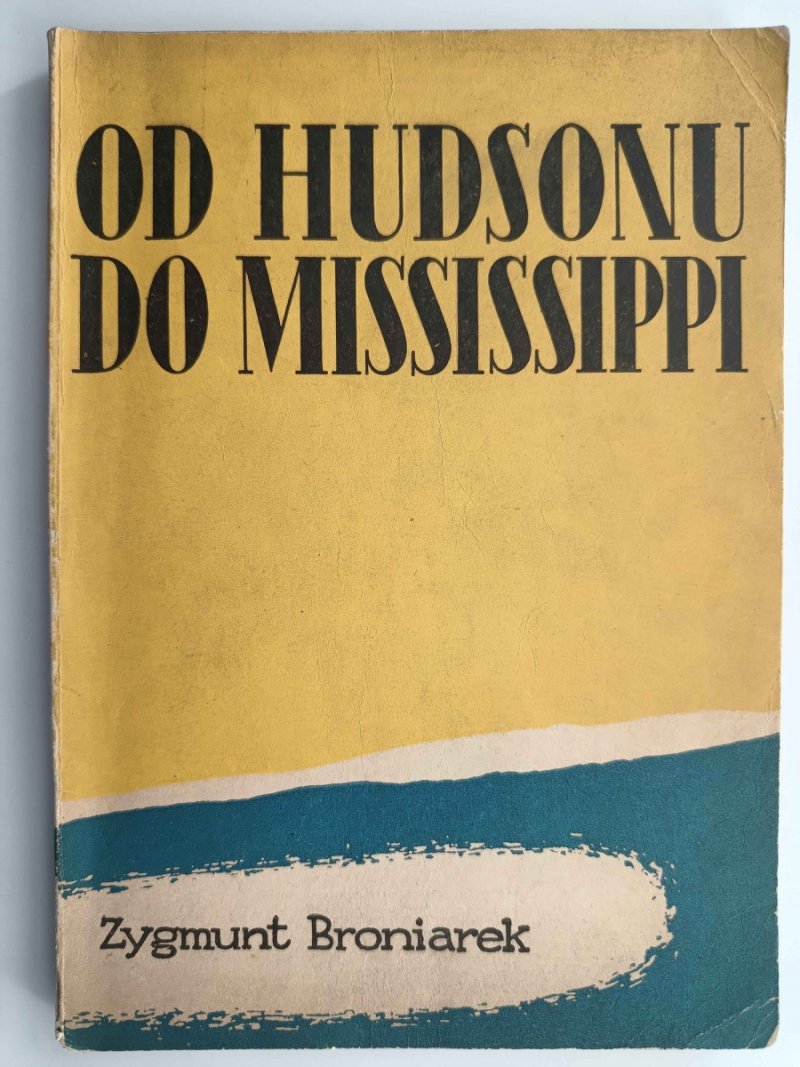 OD HUDSONU
DO MISSISSIPPI
Zygmunt Broniarek